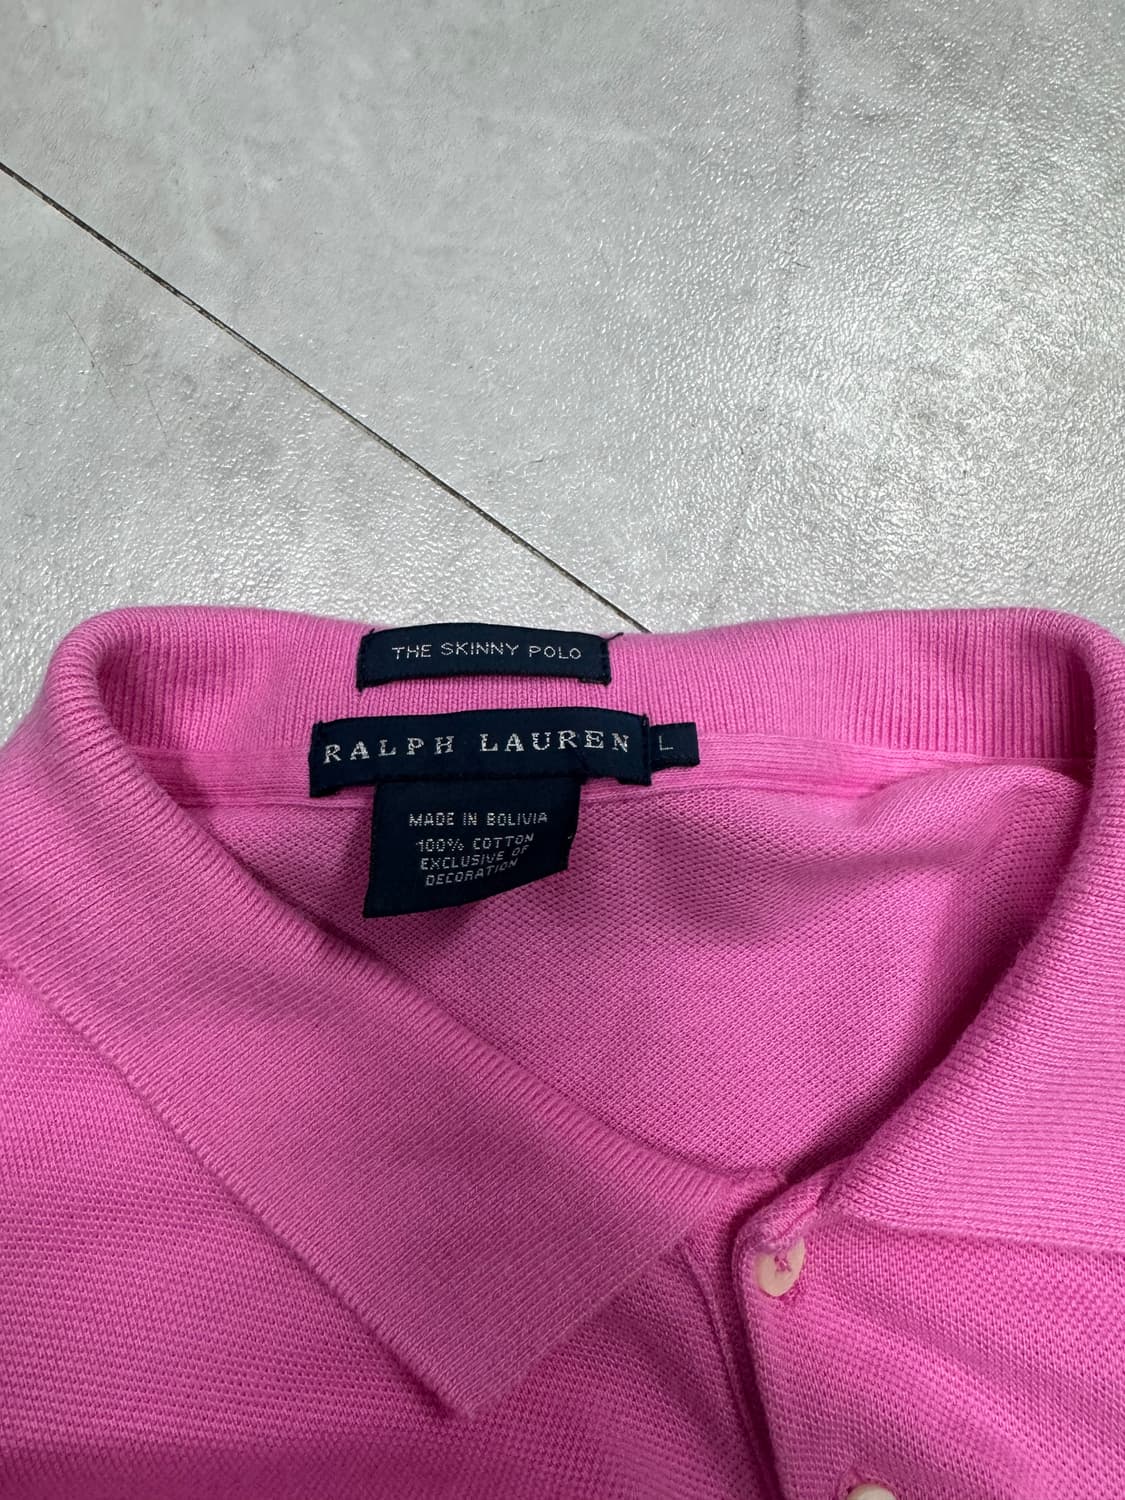 THE SKINNY POLO
RALPH LAUREN
L
MADE IN BOLIVIA
100% COTTON
EXCLUSIVE OF
DECORATION